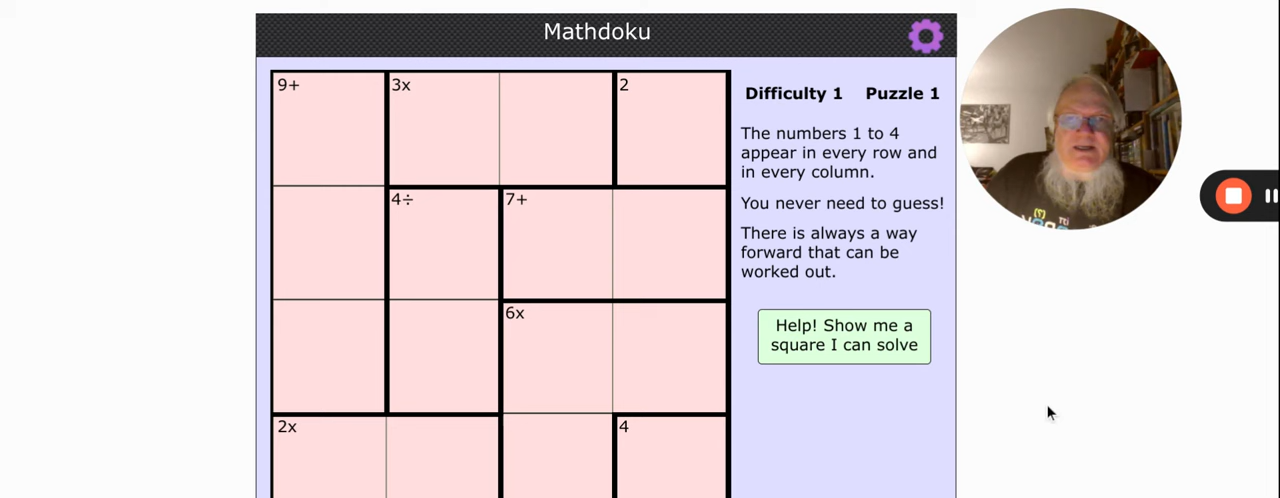 Mathdoku
9+
3x
2
Difficulty 1 Puzzle 1
The numbers 1 to 4
appear in every row and
in every column.
4÷
7+
You never need to guess!
There is always a way
forward that can be
worked out.
6x
Help! Show me a
square I can solve
2x
4